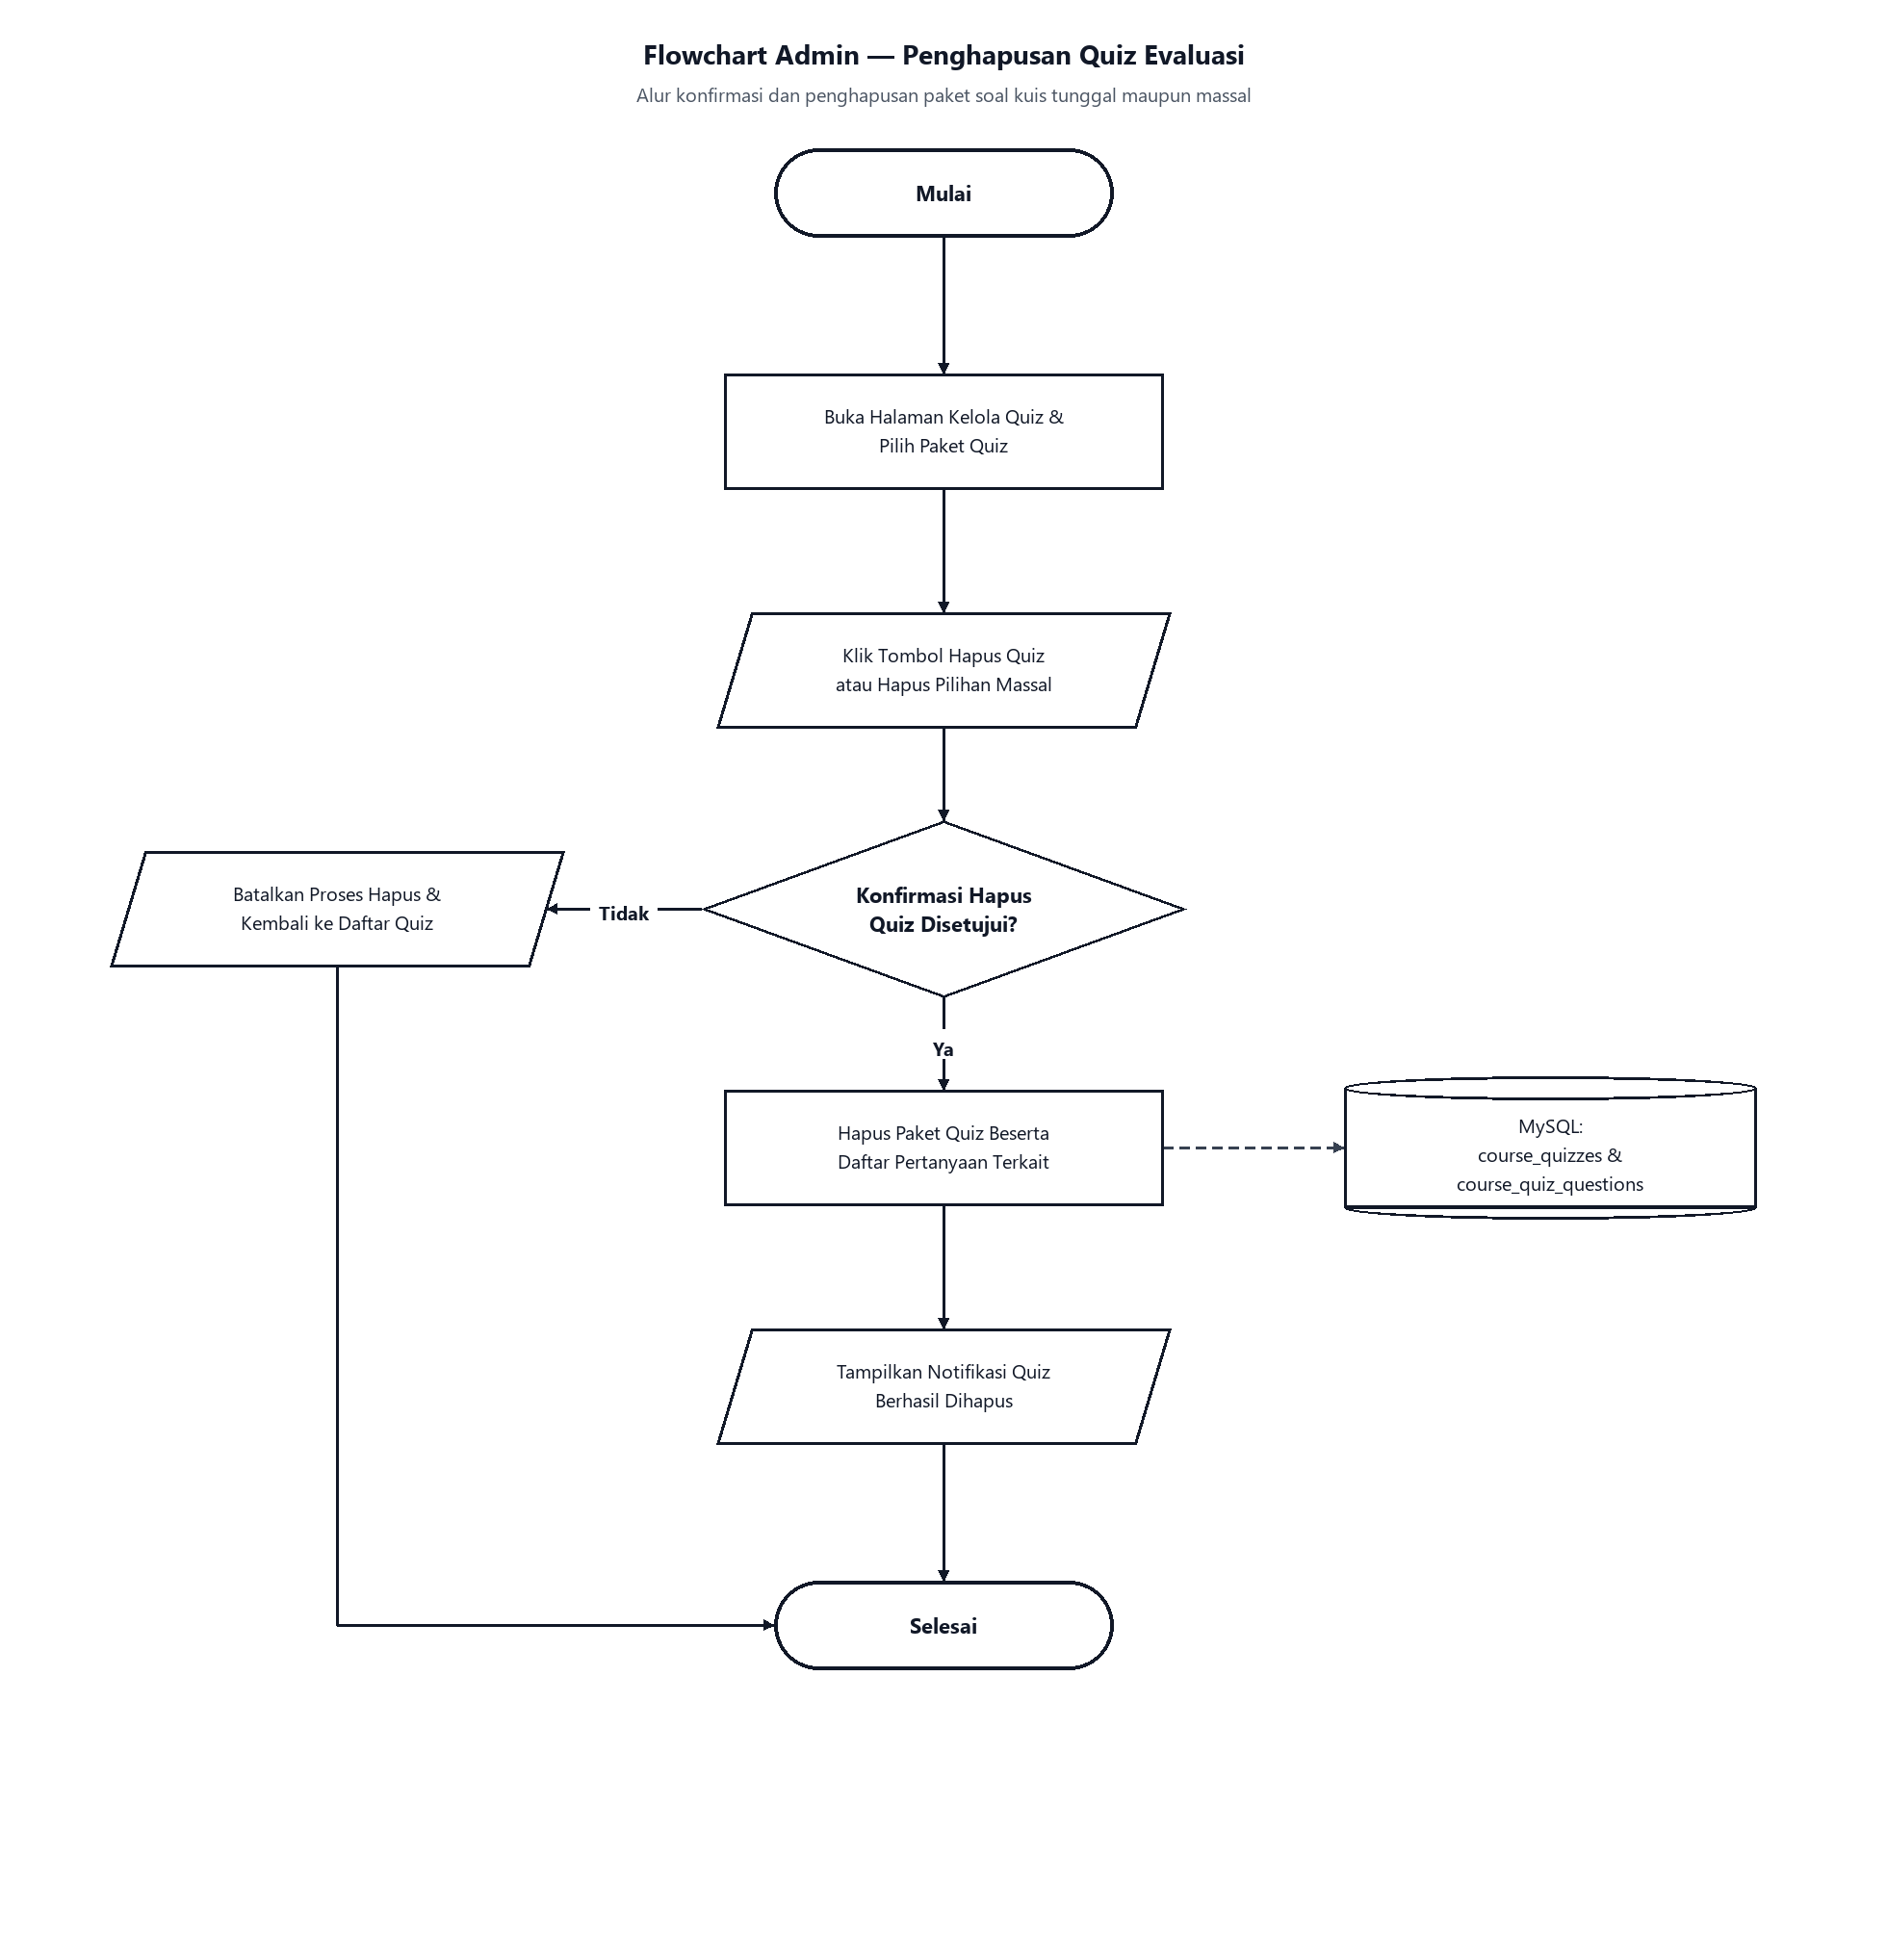 Flowchart Admin — Penghapusan Quiz Evaluasi
Alur konfirmasi dan penghapusan paket soal kuis tunggal maupun massal
Mulai
Buka Halaman Kelola Quiz &
Pilih Paket Quiz
Klik Tombol Hapus Quiz
atau Hapus Pilihan Massal
Konfirmasi Hapus
Quiz Disetujui?
Tidak
Batalkan Proses Hapus &
Kembali ke Daftar Quiz
Ya
Hapus Paket Quiz Beserta
Daftar Pertanyaan Terkait
MySQL:
course_quizzes &
course_quiz_questions
Tampilkan Notifikasi Quiz
Berhasil Dihapus
Selesai